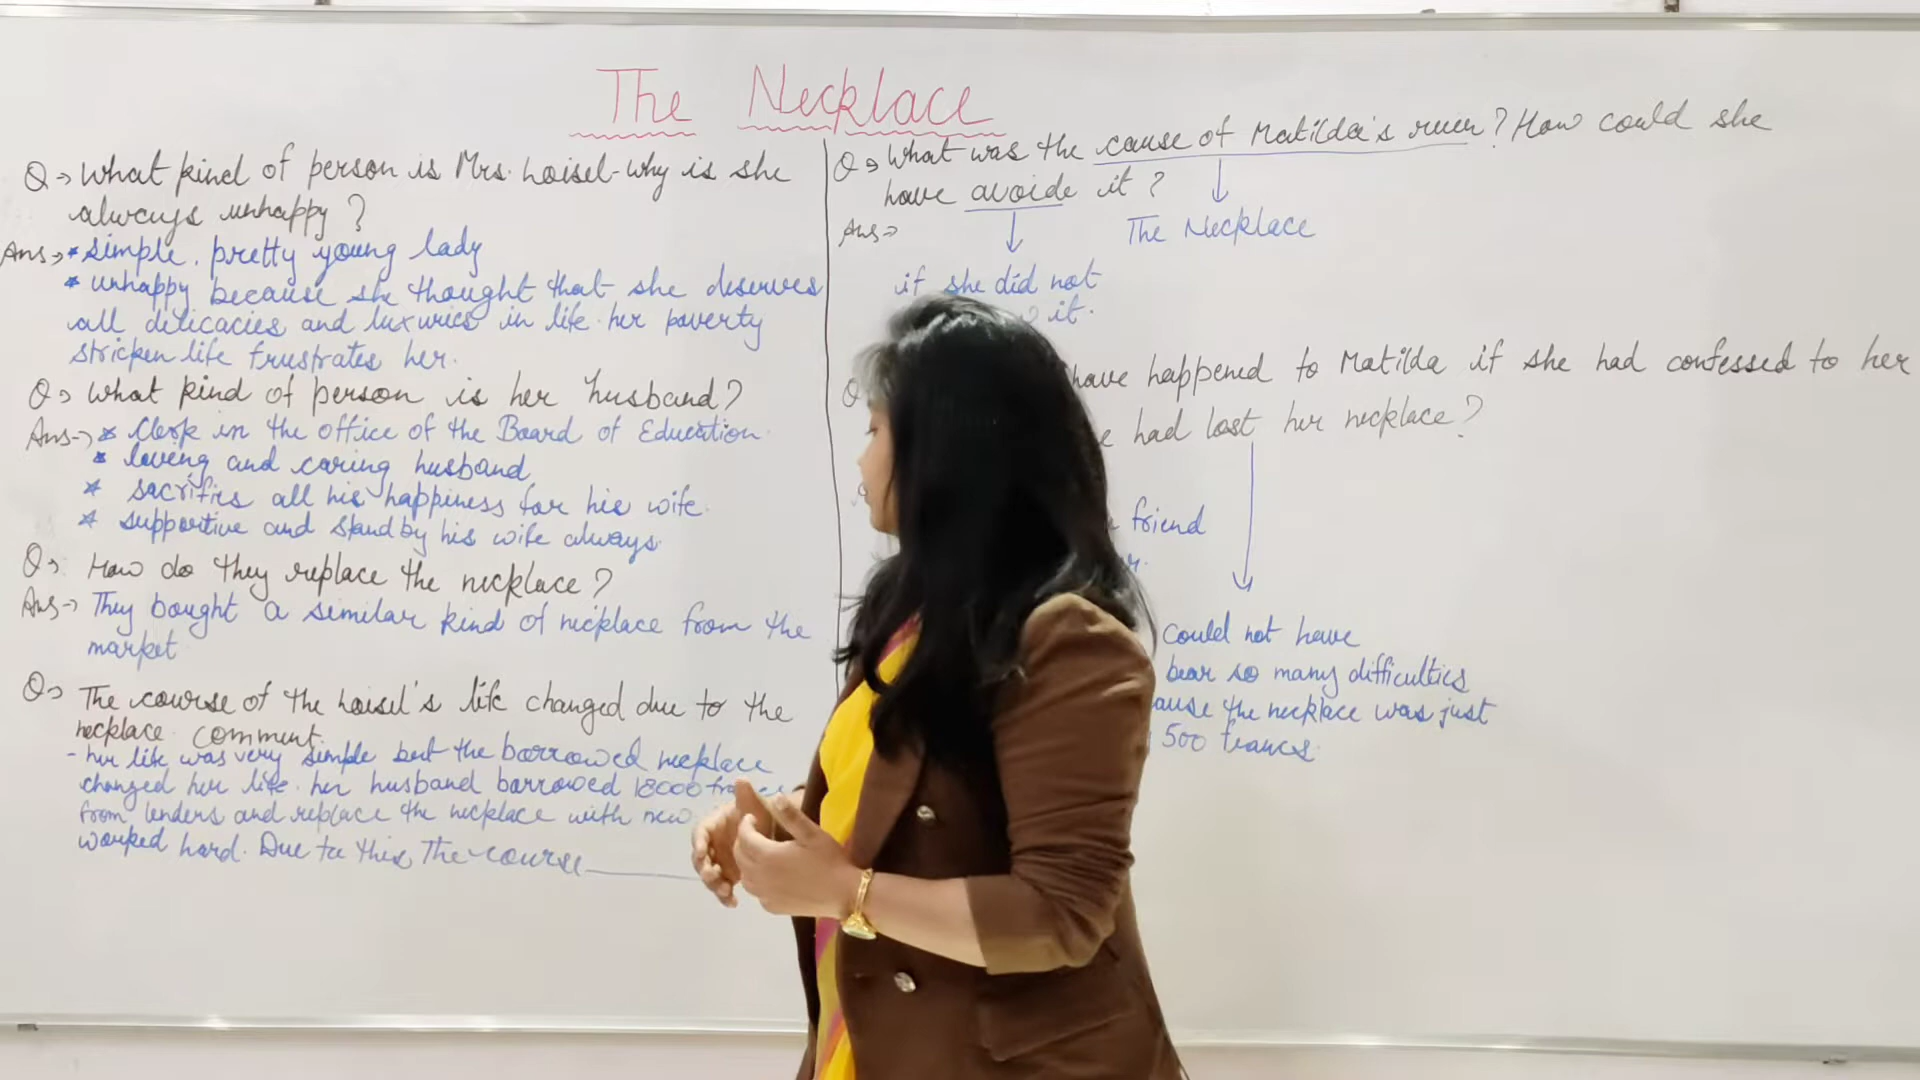 The Necklace
Q→ What kind of person is Mrs. Loisel-why is she
always unhappy?
Ans→ * simple, pretty young lady
* unhappy because she thought that she deserves
all delicacies and luxuries in life. her poverty
stricken life frustrates her.
Q→ What kind of person is her husband?
Ans→ * Clerk in the office of the Board of Education
* loving and caring husband
* sacrifies all his happiness for his wife.
* supportive and stand by his wife always.
Q→ How do they replace the necklace?
Ans→ They bought a similar kind of necklace from the
market
Q→ The course of the Loisel's life changed due to the
necklace comment.
- her life was very simple but the borrowed necklace
changed her life. her husband borrowed 18000
from lenders and replace the necklace with new
worked hard. Due to this the course
Q→ What was the cause of Matilda's ruin? How could she
have avoide it?
Ans→
The Necklace
if she did not
it.
Q
have happened to Matilda if she had confessed to her
had lost her necklace?
friend
could not have
bear so many difficulties
the necklace was just
500 francs.